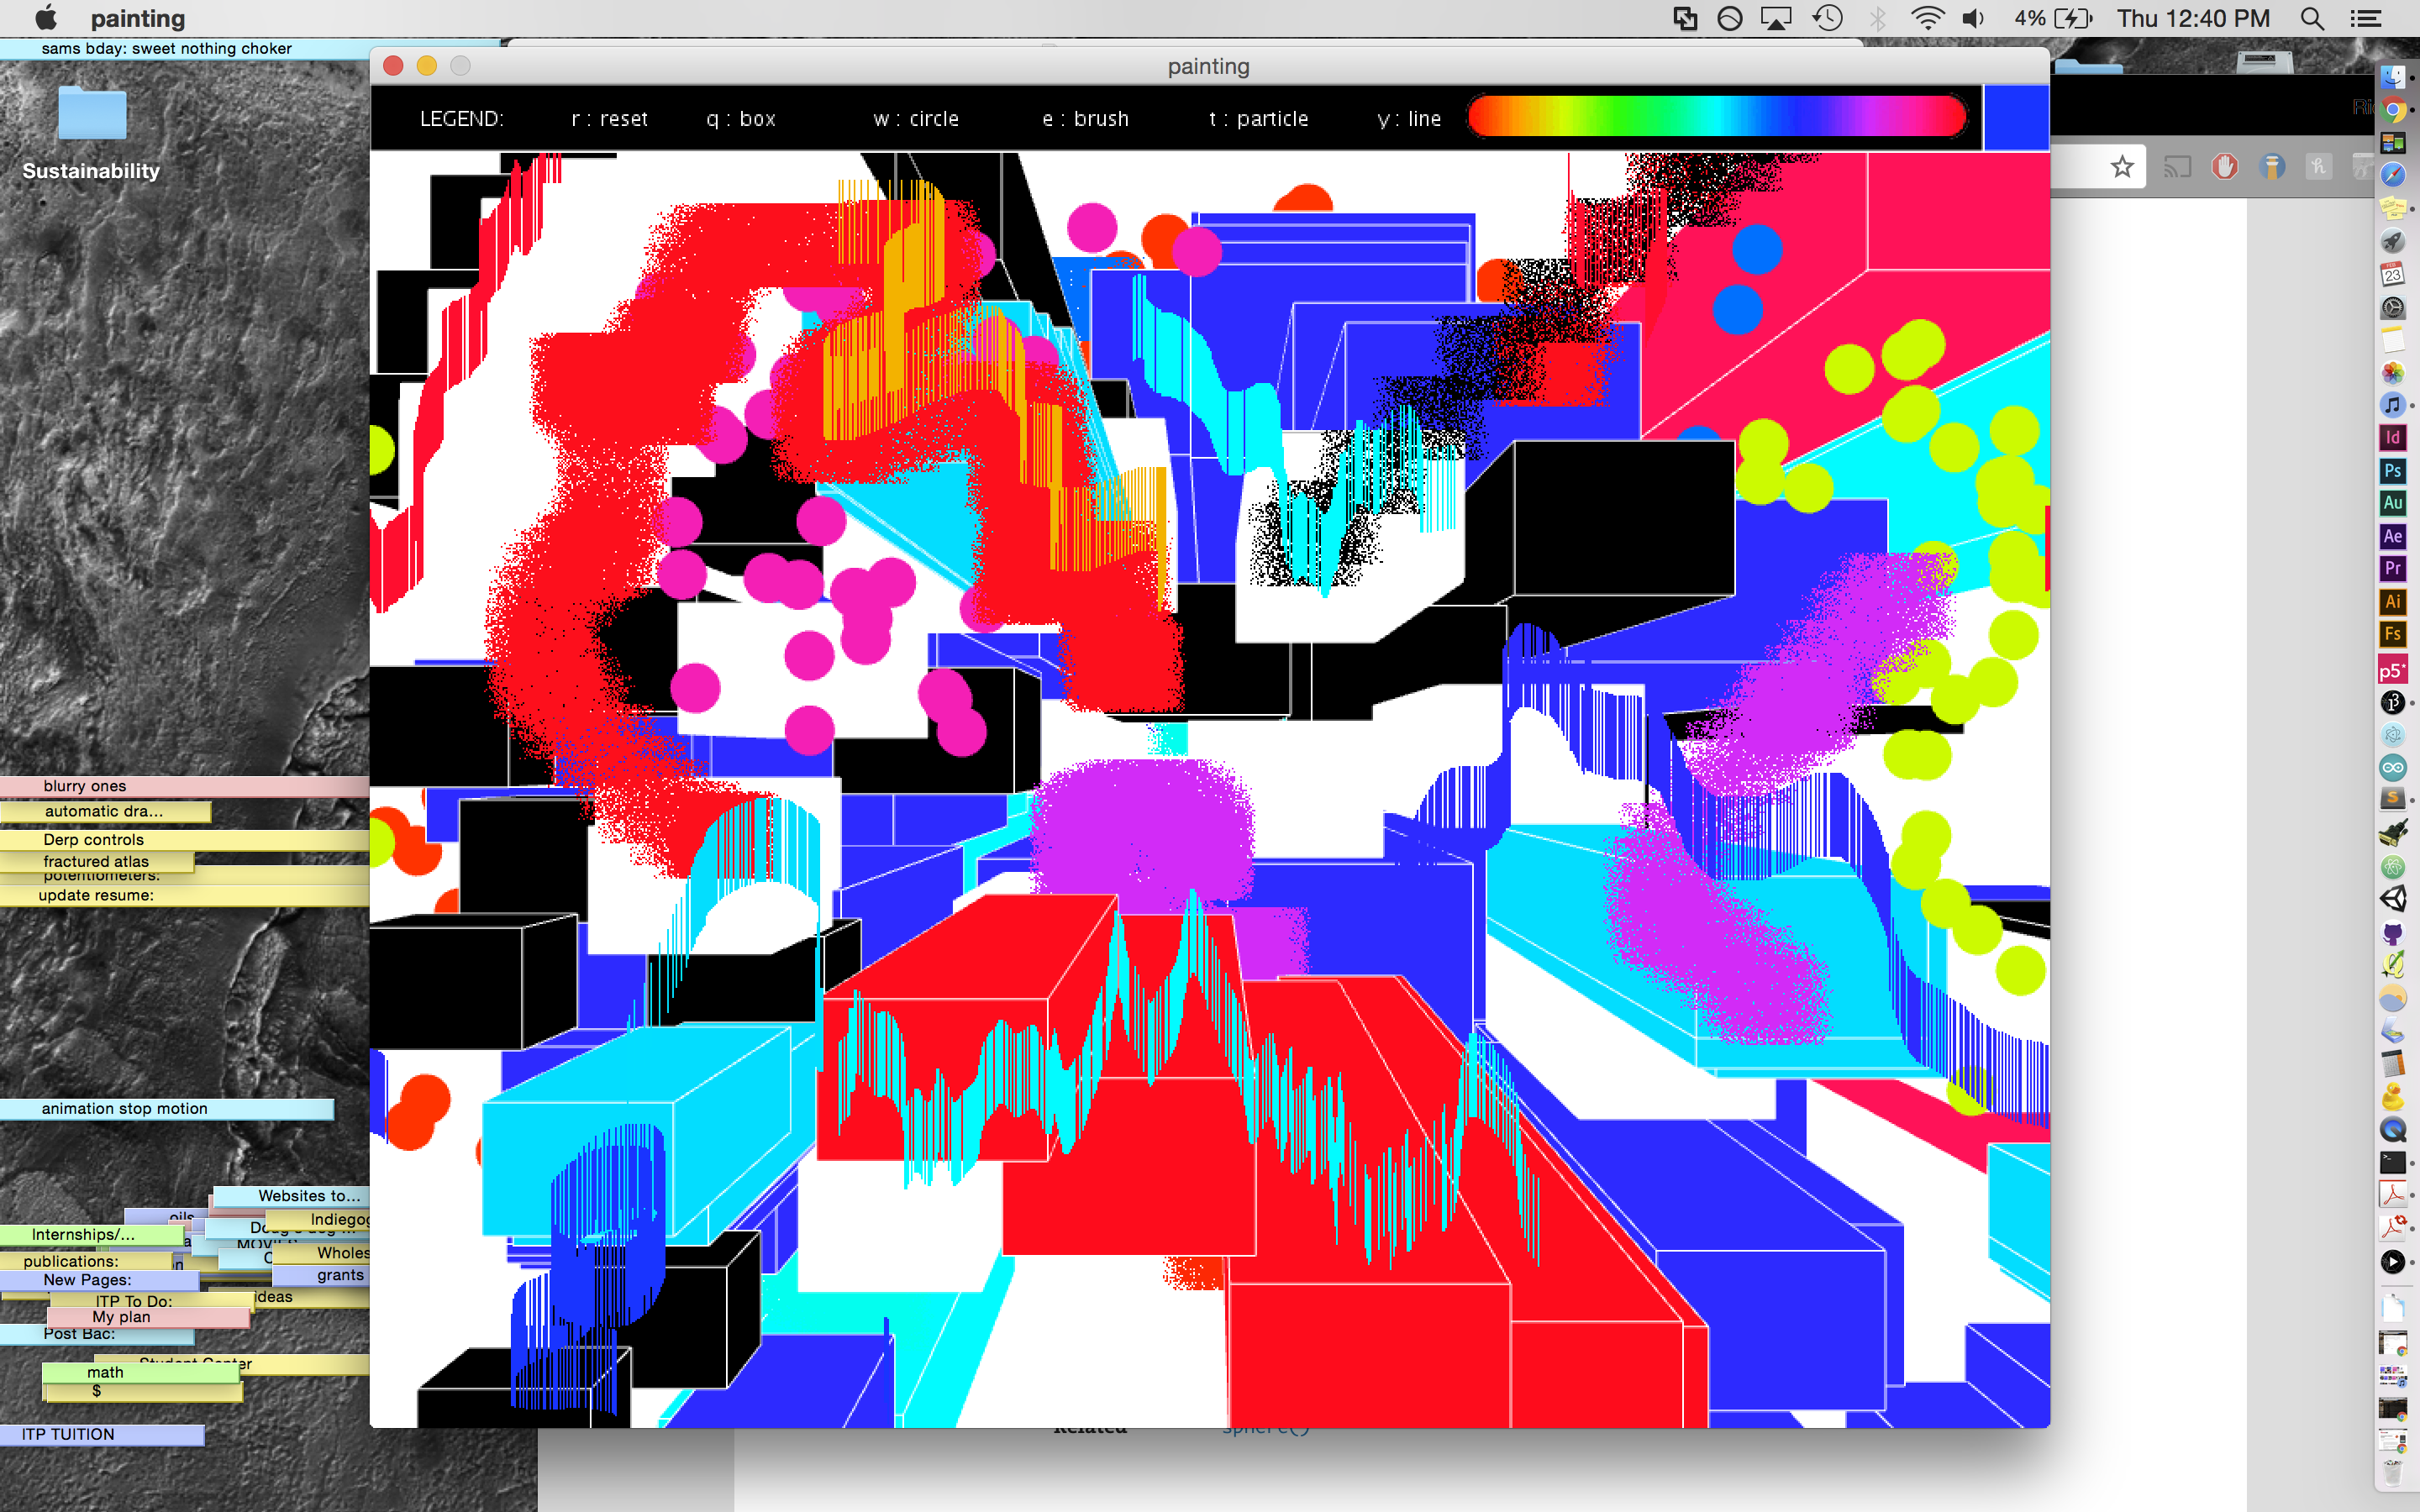 painting
4%
Thu 12:40 PM
sams bday: sweet nothing choker
painting
LEGEND:
r : reset
q : box
w : circle
e : brush
t : particle
y : line
Sustainability
23
Id
Ps
Au
Ae
Pr
Ai
Fs
p5*
blurry ones
automatic dra...
Derp controls
fractured atlas
potentiometers:
update resume:
animation stop motion
Websites to...
oils
Indiegog
Internships/...
MOVIES
Wholes
publications:
grants
New Pages:
ideas
ITP To Do:
My plan
Post Bac:
Student Center
math
$
ITP TUITION
Related
sphere()